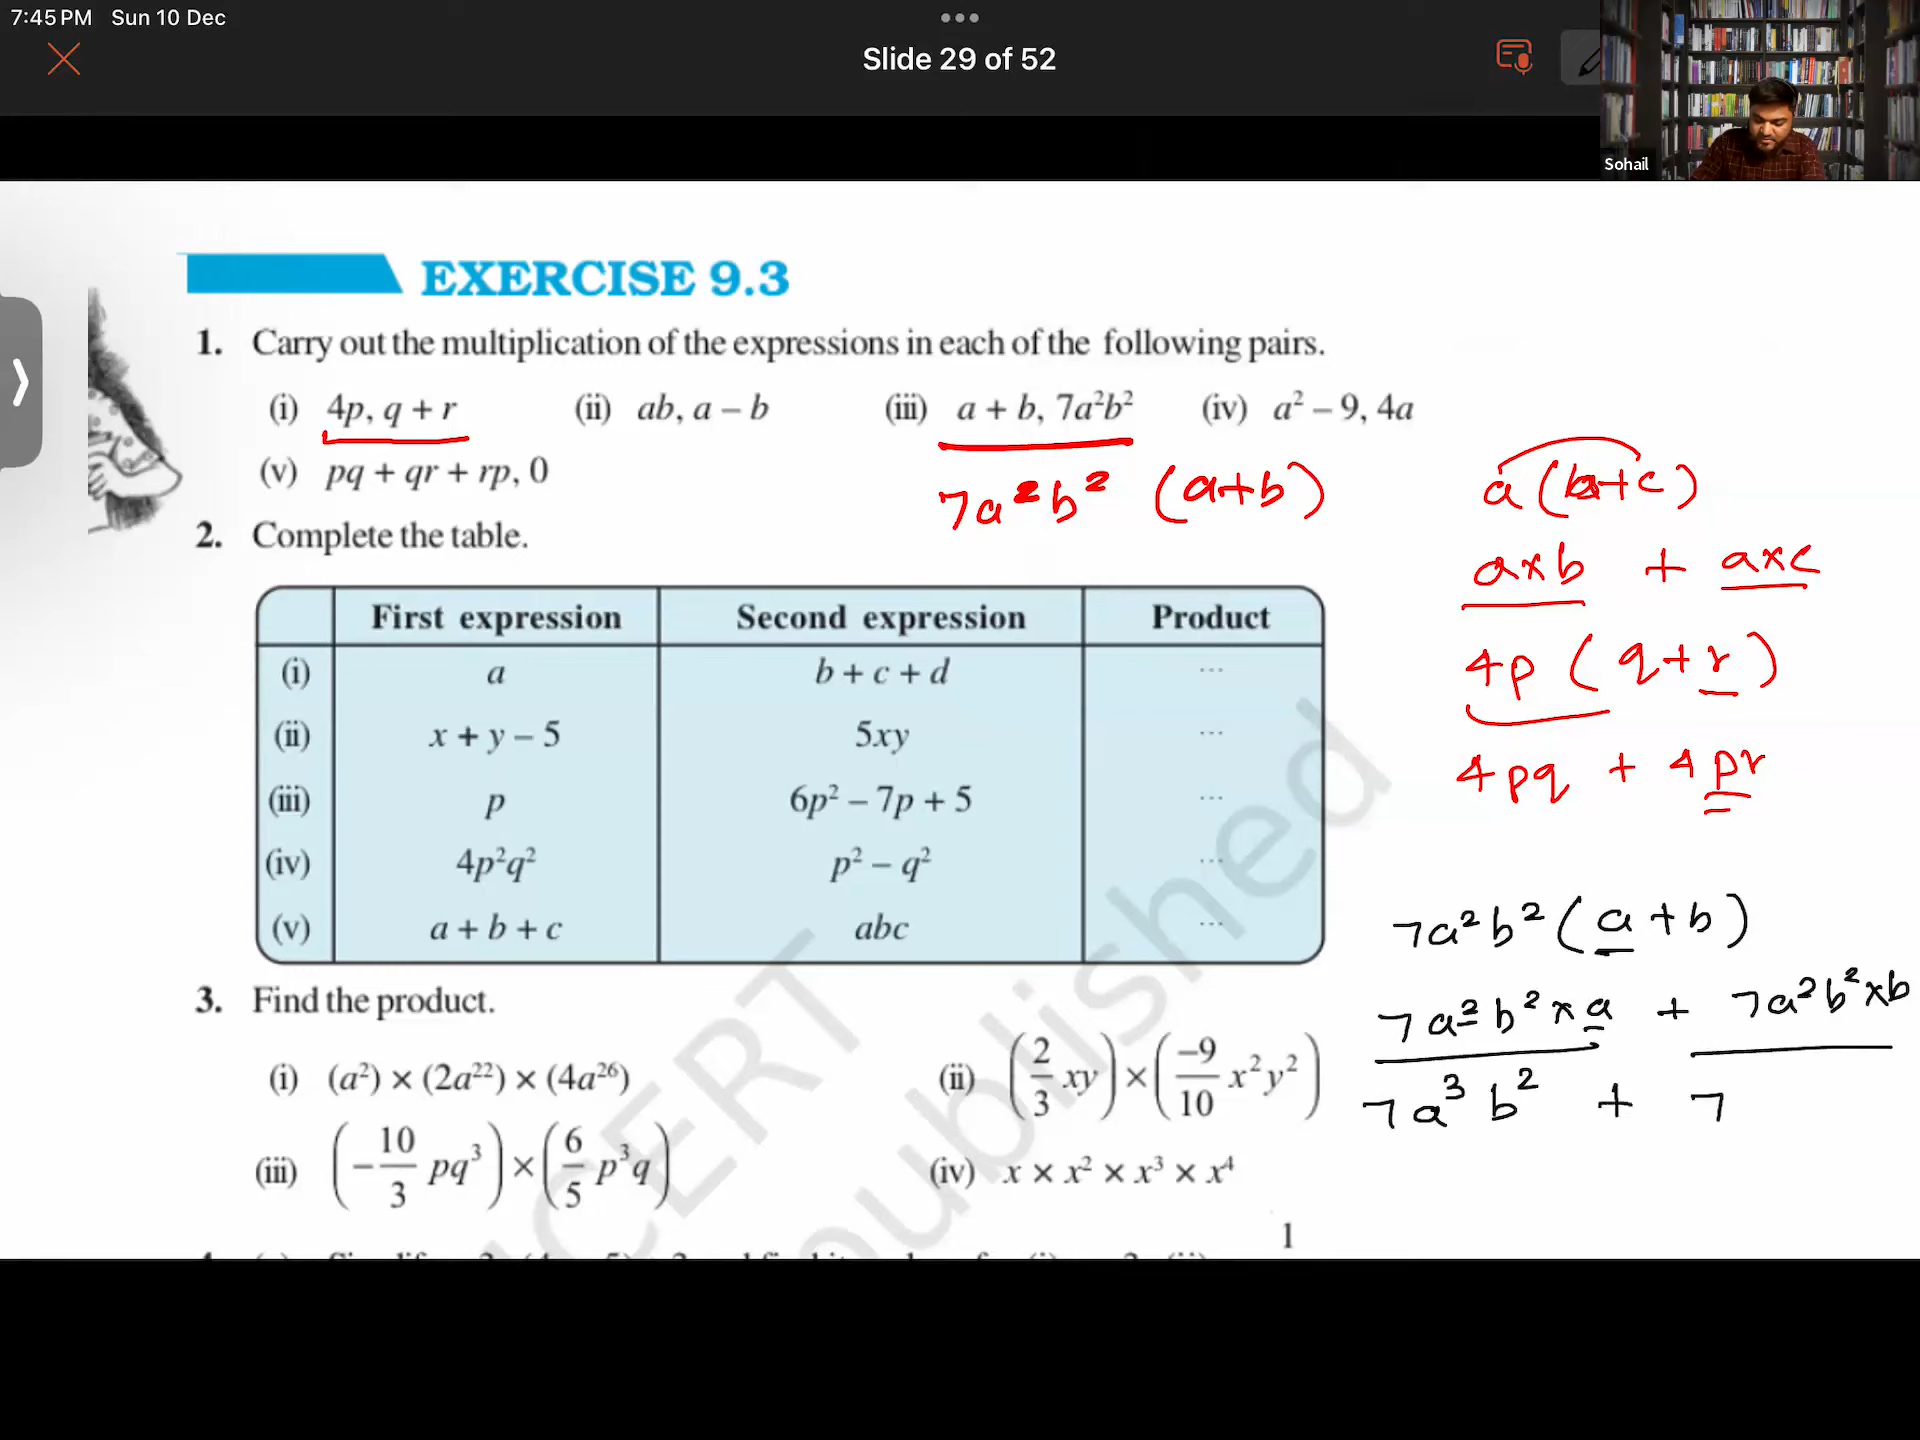 7:45 PM Sun 10 Dec
Slide 29 of 52
Sohail
EXERCISE 9.3
1. Carry out the multiplication of the expressions in each of the following pairs.
(i) 4p, q + r (ii) ab, a – b (iii) a + b, 7a²b² (iv) a² – 9, 4a
(v) pq + qr + rp, 0
7a²b² (a+b)
2. Complete the table.
First expression Second expression Product
(i) a b + c + d ...
(ii) x + y – 5 5xy ...
(iii) p 6p² – 7p + 5 ...
(iv) 4p²q² p² – q² ...
(v) a + b + c abc ...
3. Find the product.
(i) (a²) × (2a²²) × (4a²⁶) (ii) (2/3 xy) × (–9/10 x²y²)
(iii) (–10/3 pq³) × (6/5 p³q) (iv) x × x² × x³ × x⁴
1
a(b+c)
a×b + a×c
4p (q+r)
4pq + 4pr
7a²b² (a+b)
7a²b² × a + 7a²b² × b
7a³b² + 7